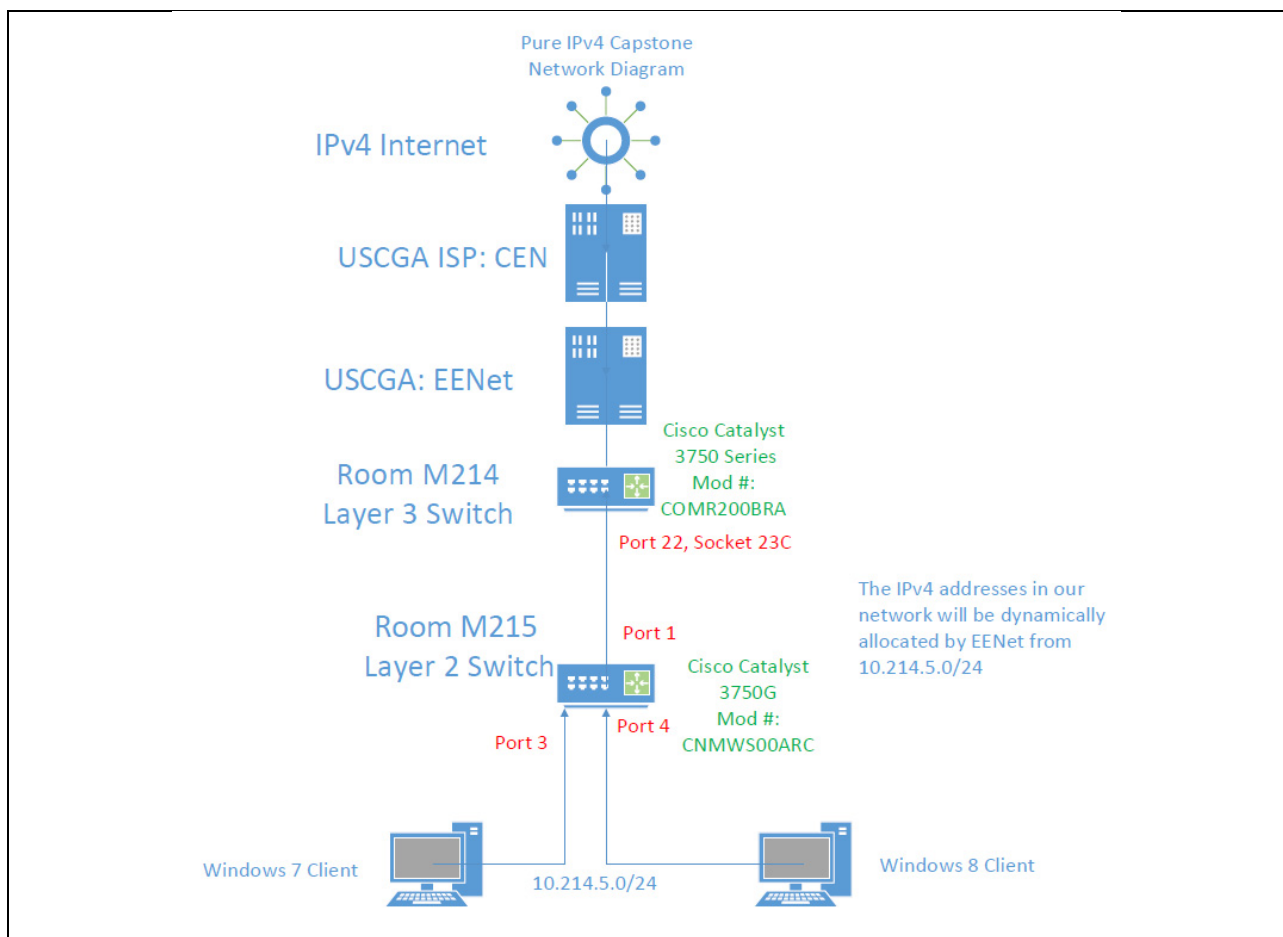 Pure IPv4 Capstone
Network Diagram
IPv4 Internet
USCGA ISP: CEN
USCGA: EENet
Cisco Catalyst
3750 Series
Mod #:
COMR200BRA
Room M214
Layer 3 Switch
Port 22, Socket 23C
The IPv4 addresses in our
network will be dynamically
allocated by EENet from
10.214.5.0/24
Room M215
Layer 2 Switch
Port 1
Cisco Catalyst
3750G
Mod #:
CNMWS00ARC
Port 3
Port 4
Windows 7 Client
10.214.5.0/24
Windows 8 Client